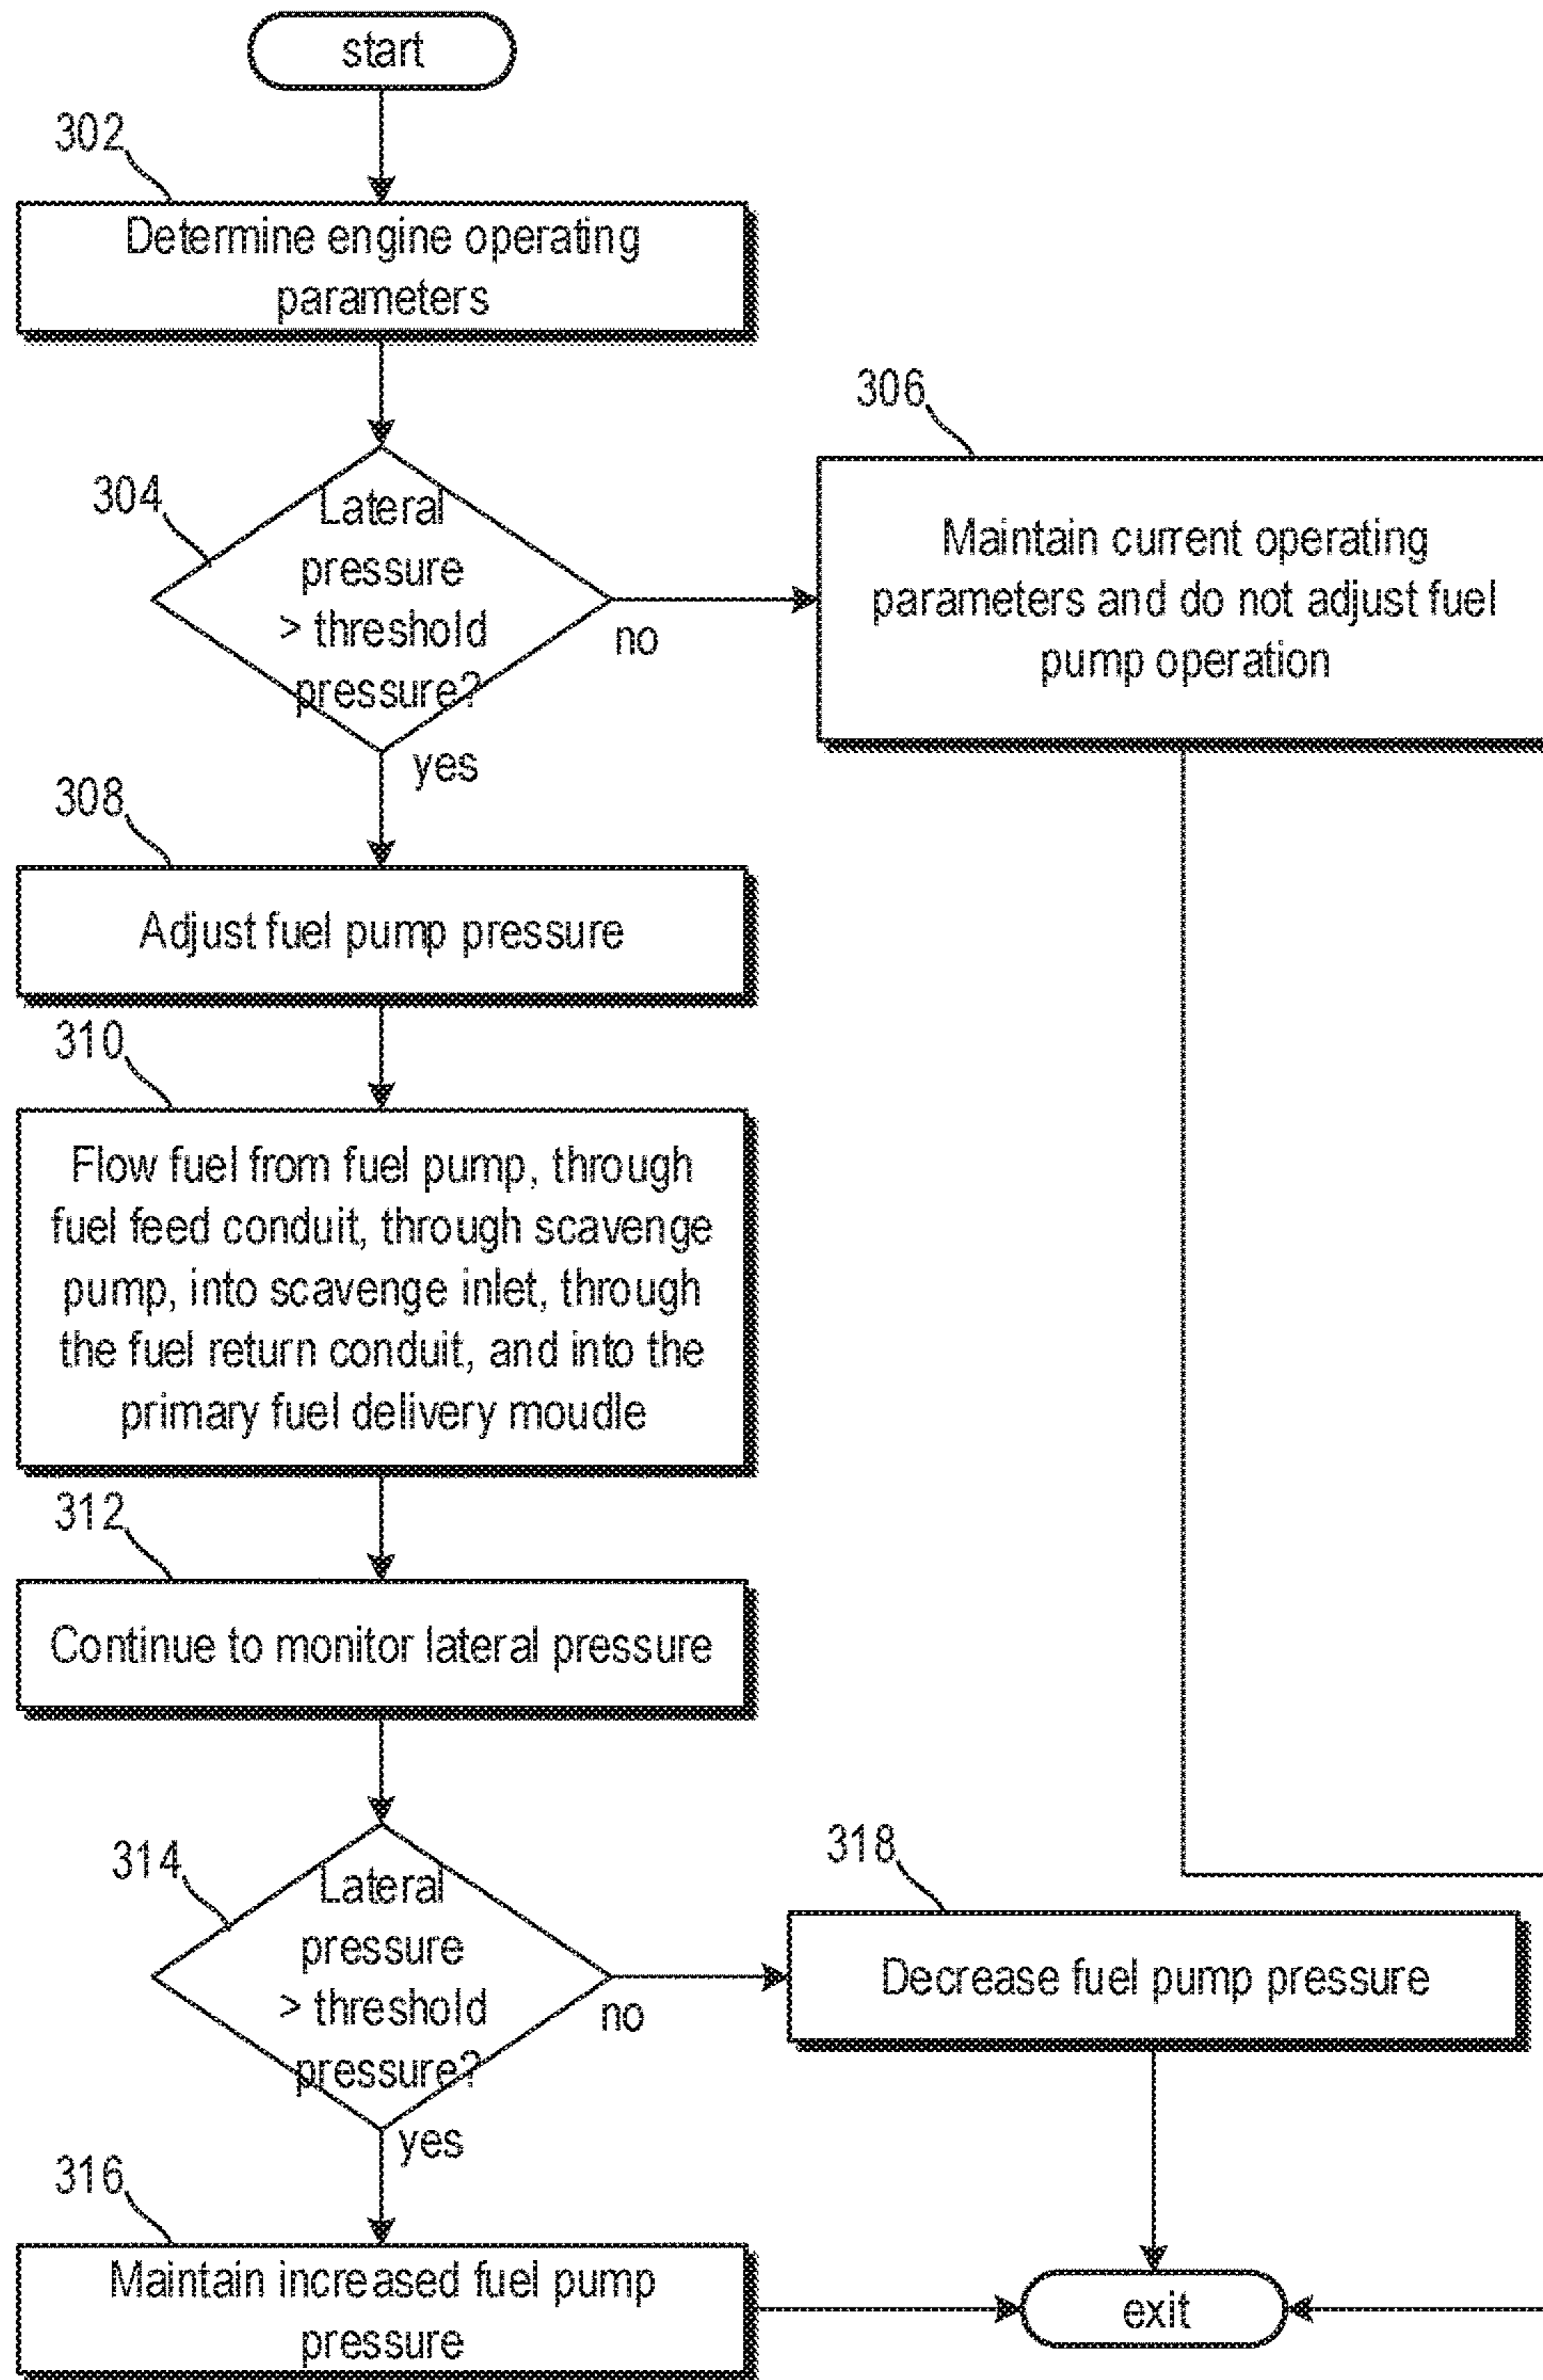 start
302
Determine engine operating
parameters
306
304
Lateral
pressure
> threshold
pressure?
no
Maintain current operating
parameters and do not adjust fuel
pump operation
yes
308
Adjust fuel pump pressure
310
Flow fuel from fuel pump, through
fuel feed conduit, through scavenge
pump, into scavenge inlet, through
the fuel return conduit, and into the
primary fuel delivery moudle
312
Continue to monitor lateral pressure
314
Lateral
pressure
> threshold
pressure?
no
318
Decrease fuel pump pressure
yes
316
Maintain increased fuel pump
pressure
exit